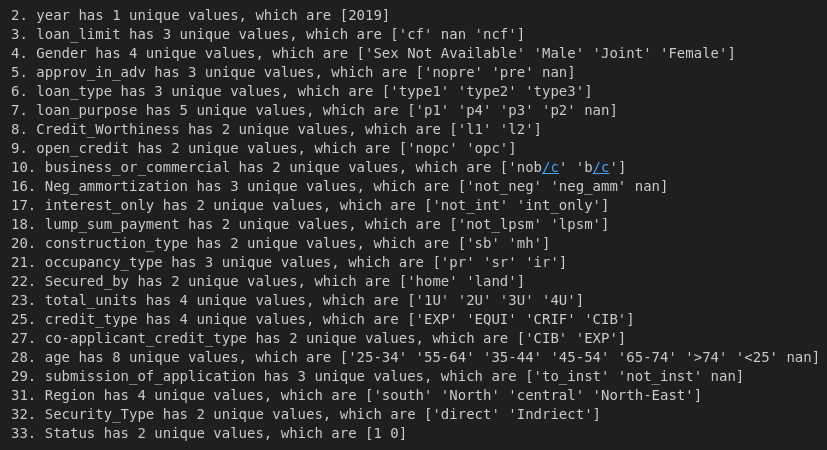 2. year has 1 unique values, which are [2019]
3. loan_limit has 3 unique values, which are ['cf' nan 'ncf']
4. Gender has 4 unique values, which are ['Sex Not Available' 'Male' 'Joint' 'Female']
5. approv_in_adv has 3 unique values, which are ['nopre' 'pre' nan]
6. loan_type has 3 unique values, which are ['type1' 'type2' 'type3']
7. loan_purpose has 5 unique values, which are ['p1' 'p4' 'p3' 'p2' nan]
8. Credit_Worthiness has 2 unique values, which are ['l1' 'l2']
9. open_credit has 2 unique values, which are ['nopc' 'opc']
10. business_or_commercial has 2 unique values, which are ['nob/c' 'b/c']
16. Neg_ammortization has 3 unique values, which are ['not_neg' 'neg_amm' nan]
17. interest_only has 2 unique values, which are ['not_int' 'int_only']
18. lump_sum_payment has 2 unique values, which are ['not_lpsm' 'lpsm']
20. construction_type has 2 unique values, which are ['sb' 'mh']
21. occupancy_type has 3 unique values, which are ['pr' 'sr' 'ir']
22. Secured_by has 2 unique values, which are ['home' 'land']
23. total_units has 4 unique values, which are ['1U' '2U' '3U' '4U']
25. credit_type has 4 unique values, which are ['EXP' 'EQUI' 'CRIF' 'CIB']
27. co-applicant_credit_type has 2 unique values, which are ['CIB' 'EXP']
28. age has 8 unique values, which are ['25-34' '55-64' '35-44' '45-54' '65-74' '>74' '<25' nan]
29. submission_of_application has 3 unique values, which are ['to_inst' 'not_inst' nan]
31. Region has 4 unique values, which are ['south' 'North' 'central' 'North-East']
32. Security_Type has 2 unique values, which are ['direct' 'Indriect']
33. Status has 2 unique values, which are [1 0]